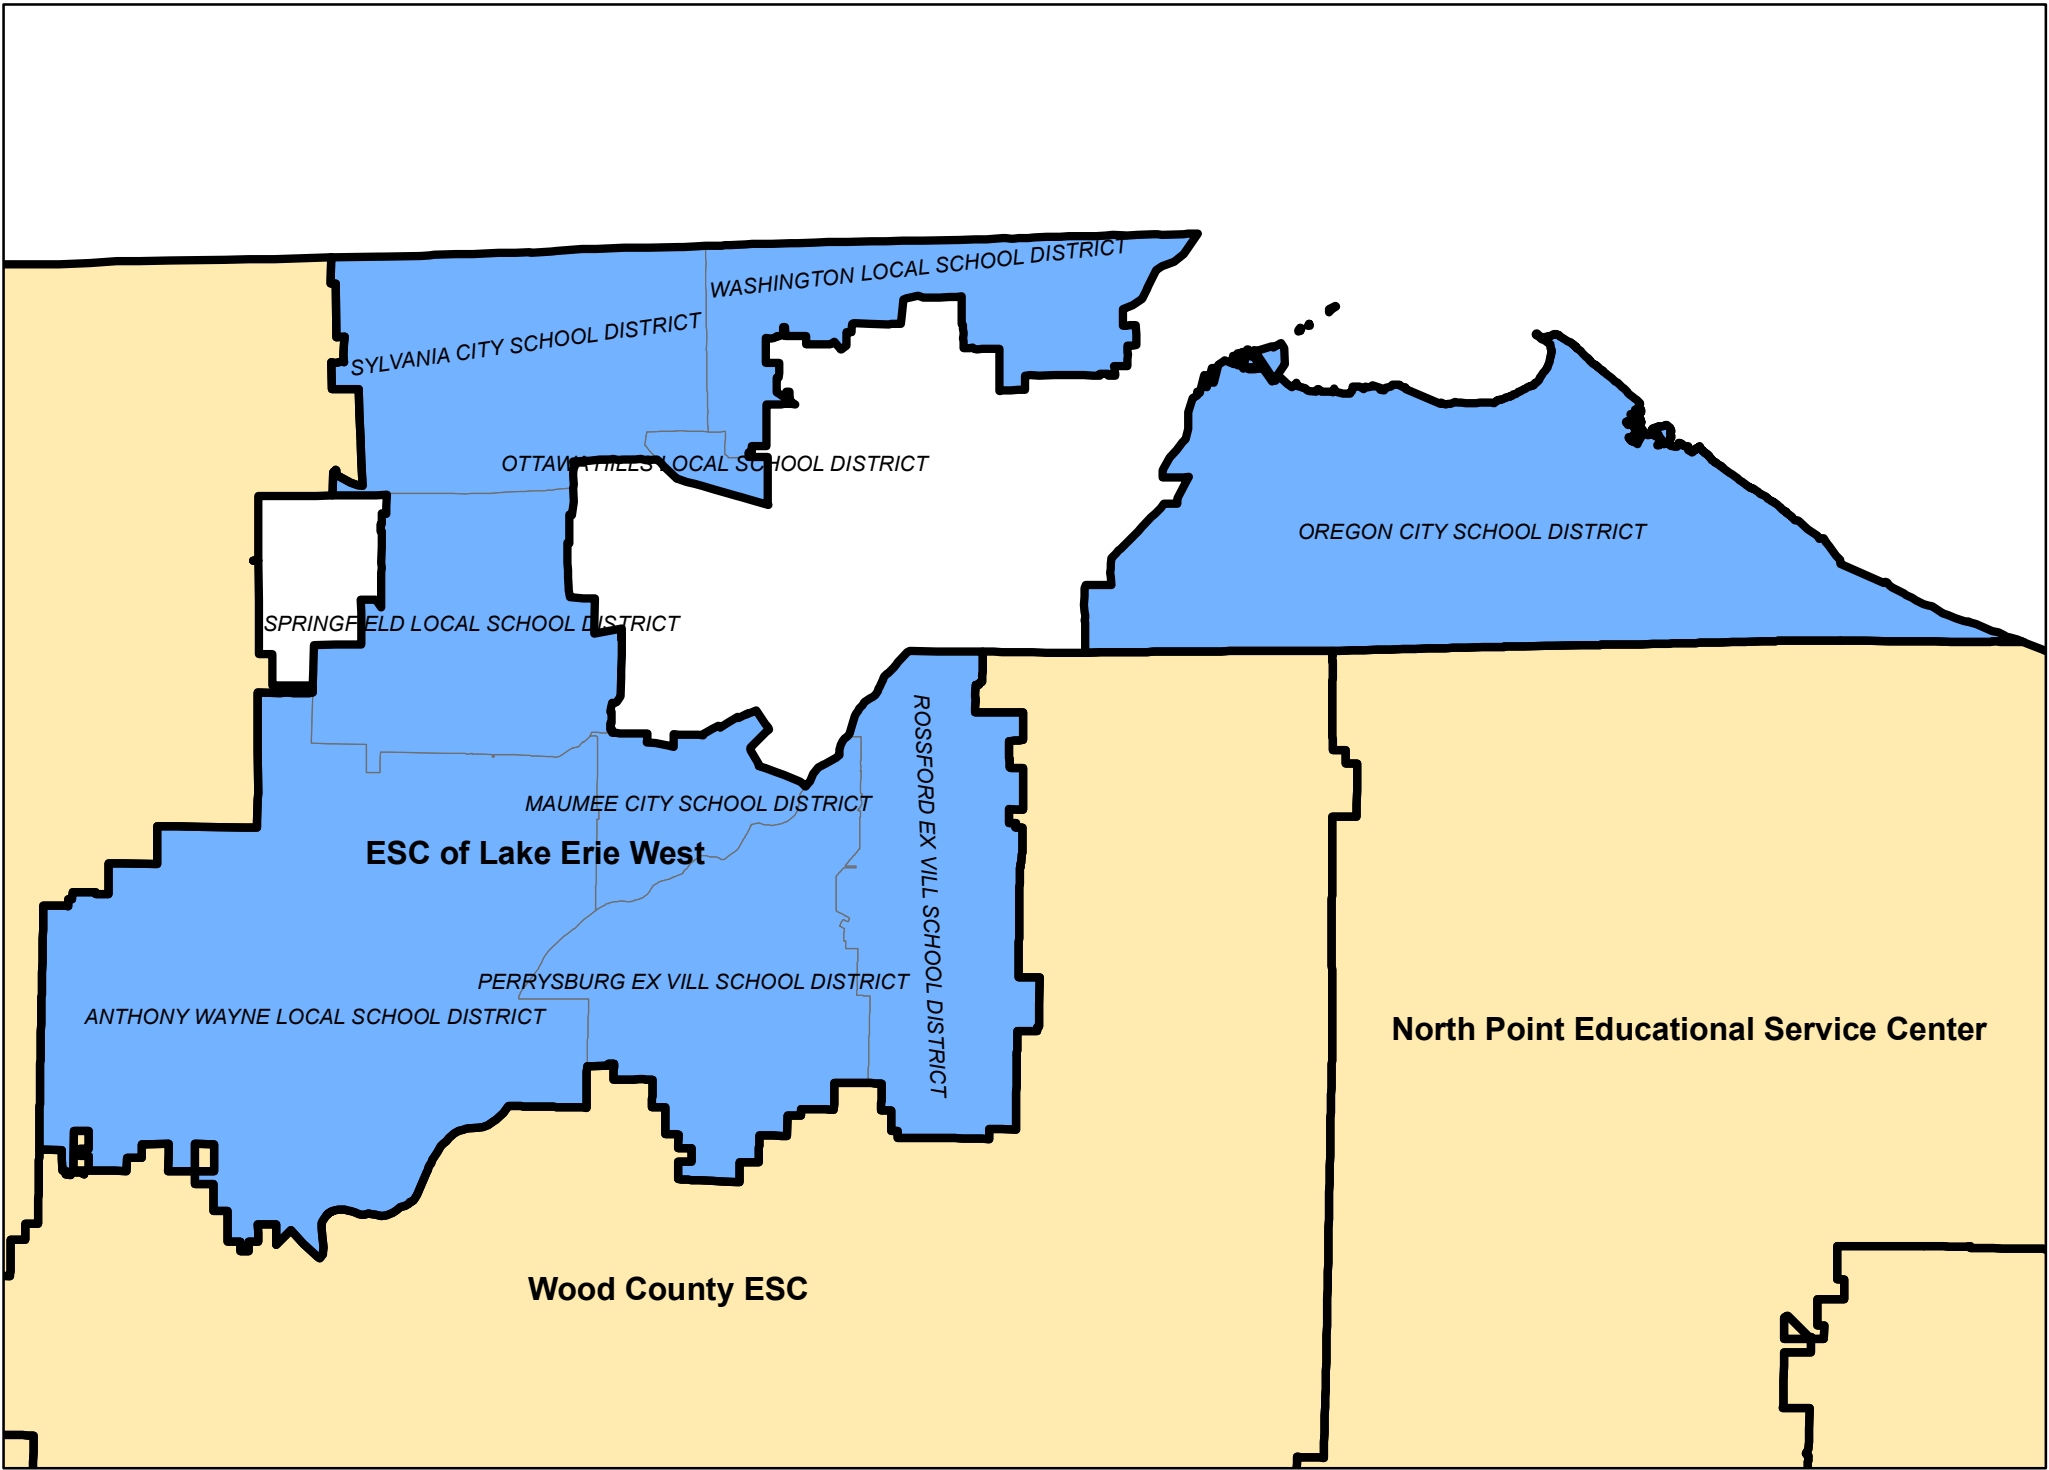 WASHINGTON LOCAL SCHOOL DISTRICT
SYLVANIA CITY SCHOOL DISTRICT
OTTAWA HILLS LOCAL SCHOOL DISTRICT
OREGON CITY SCHOOL DISTRICT
SPRINGFIELD LOCAL SCHOOL DISTRICT
ROSSFORD EX VILL SCHOOL DISTRICT
MAUMEE CITY SCHOOL DISTRICT
ESC of Lake Erie West
PERRYSBURG EX VILL SCHOOL DISTRICT
ANTHONY WAYNE LOCAL SCHOOL DISTRICT
North Point Educational Service Center
Wood County ESC